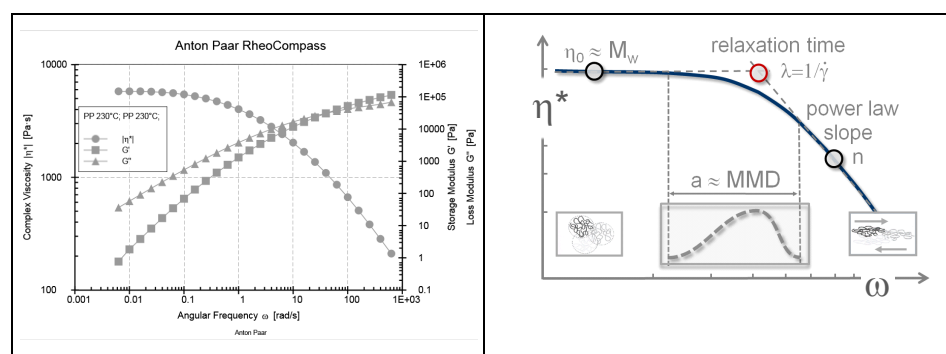 Anton Paar RheoCompass
10000
1000
100
Complex Viscosity |η*| [Pa·s]
PP 230°C; PP 230°C;
|η*|
G'
G''
1E+06
1E+05
10000
1000
100
10
1
0.1
Storage Modulus G' [Pa]
Loss Modulus G'' [Pa]
0.001
0.01
0.1
1
10
100
1E+03
Angular Frequency ω [rad/s]
Anton Paar
η₀ ≈ Mw
relaxation time
λ=1/γ̇
η*
power law
slope
n
a ≈ MMD
ω